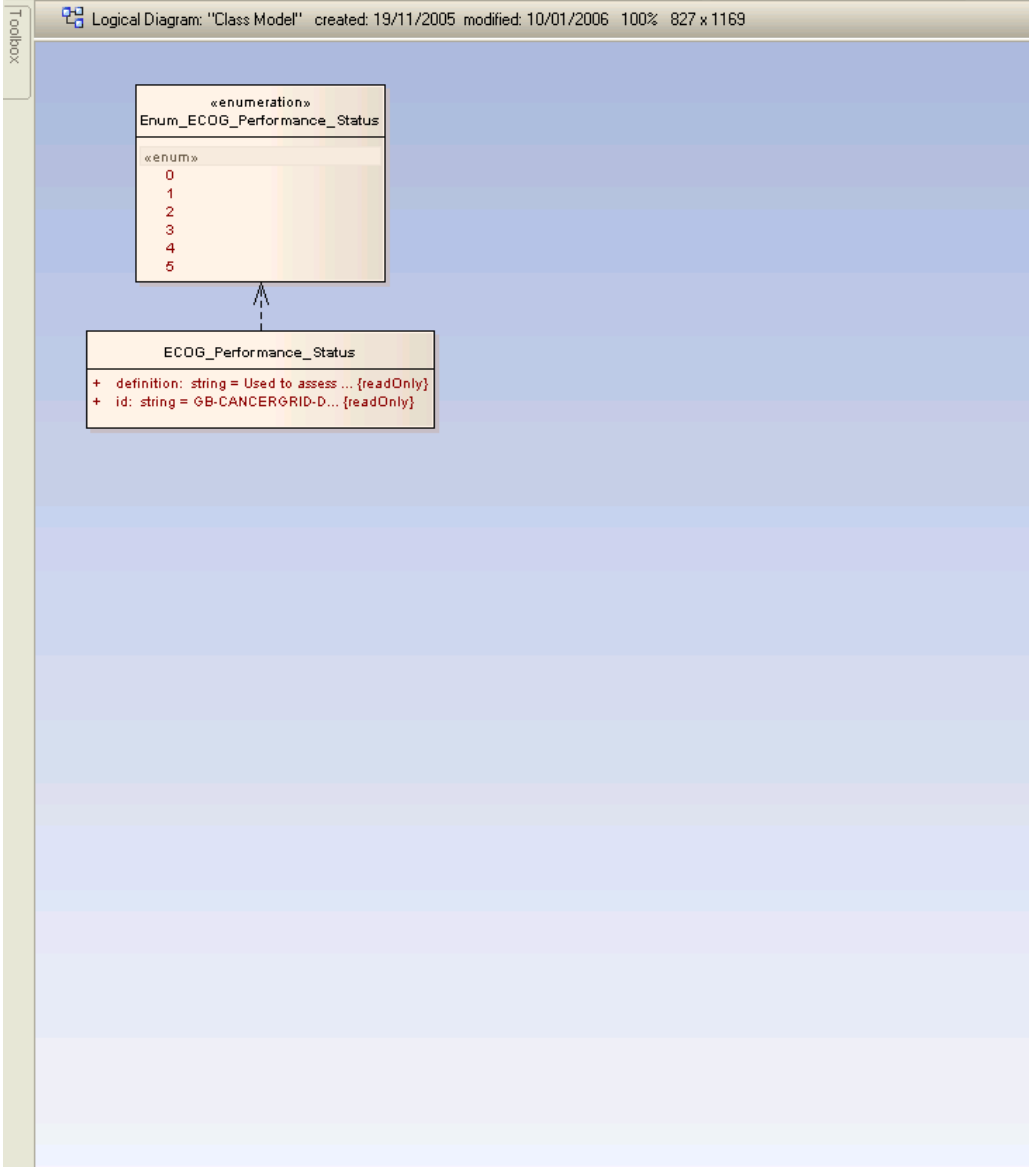 Toolbox
Logical Diagram: "Class Model" created: 19/11/2005 modified: 10/01/2006 100% 827 x 1169
«enumeration»
Enum_ECOG_Performance_Status
«enum»
0
1
2
3
4
5
ECOG_Performance_Status
+ definition: string = Used to assess ... {readOnly}
+ id: string = GB-CANCERGRID-D... {readOnly}